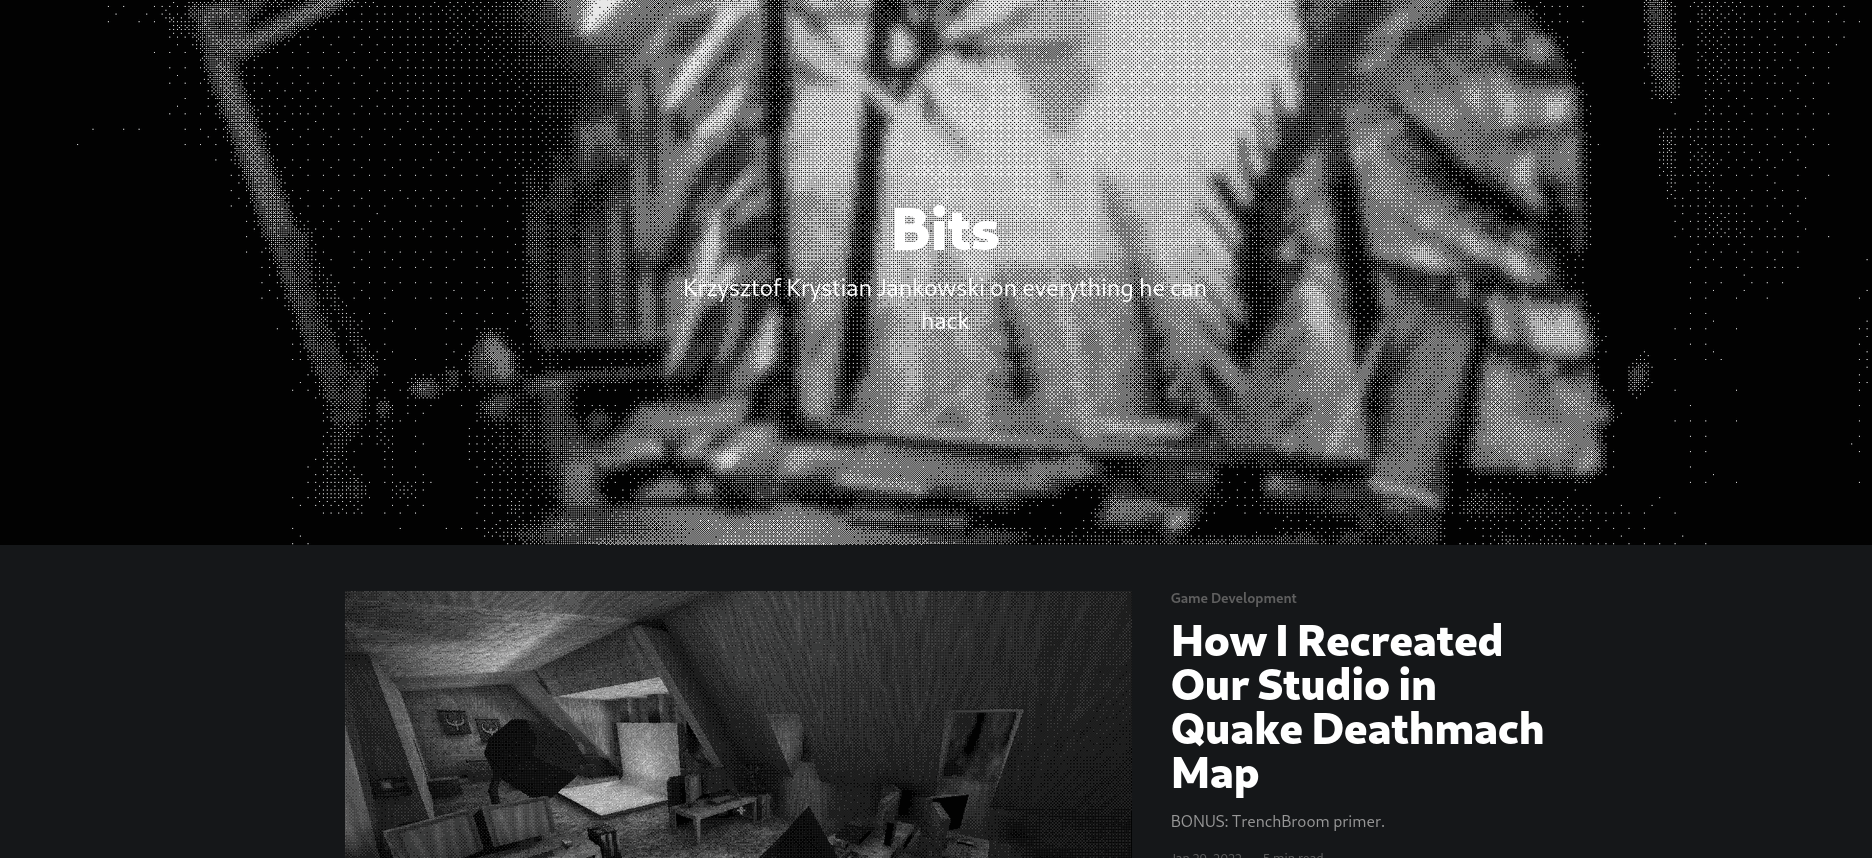 Bits
Krzysztof Krystian Jankowski on everything he can
hack
Game Development
How I Recreated
Our Studio in
Quake Deathmach
Map
BONUS: TrenchBroom primer.